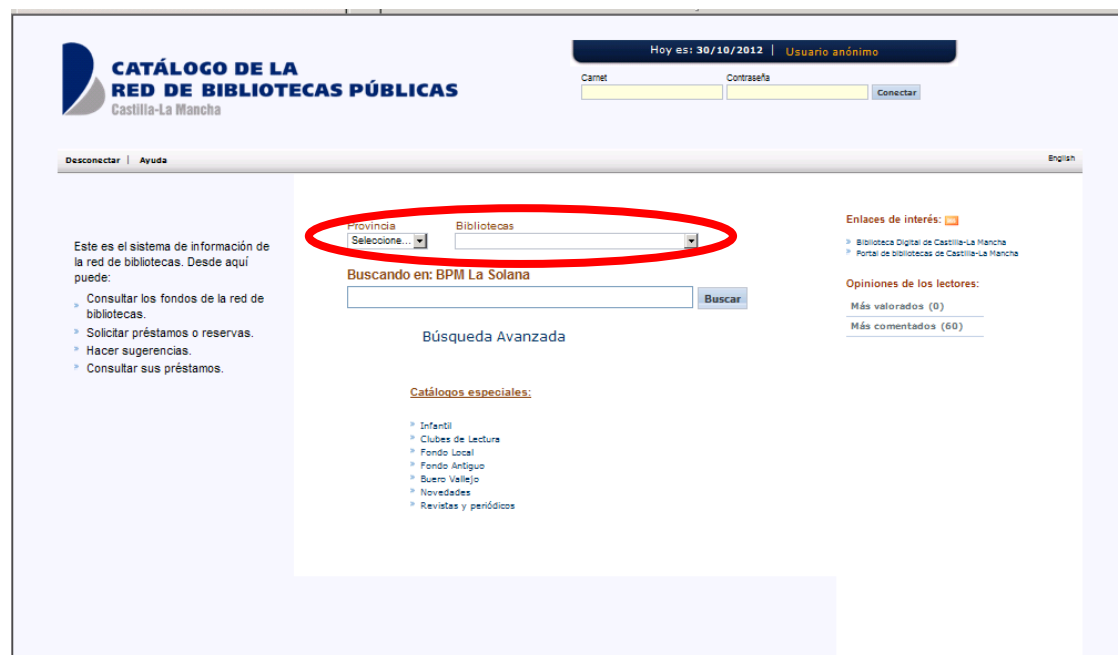 Hoy es: 30/10/2012 | Usuario anónimo
CATÁLOGO DE LA
RED DE BIBLIOTECAS PÚBLICAS
Castilla-La Mancha
Carnet
Contraseña
Conectar
Desconectar | Ayuda
English
Este es el sistema de información de
la red de bibliotecas. Desde aquí
puede:
Consultar los fondos de la red de
bibliotecas.
Solicitar préstamos o reservas.
Hacer sugerencias.
Consultar sus préstamos.
Provincia
Bibliotecas
Seleccione...
Buscando en: BPM La Solana
Buscar
Búsqueda Avanzada
Catálogos especiales:
Infantil
Clubes de Lectura
Fondo Local
Fondo Antiguo
Buero Vallejo
Novedades
Revistas y periódicos
Enlaces de interés:
Biblioteca Digital de Castilla-La Mancha
Portal de bibliotecas de Castilla-La Mancha
Opiniones de los lectores:
Más valorados (0)
Más comentados (60)